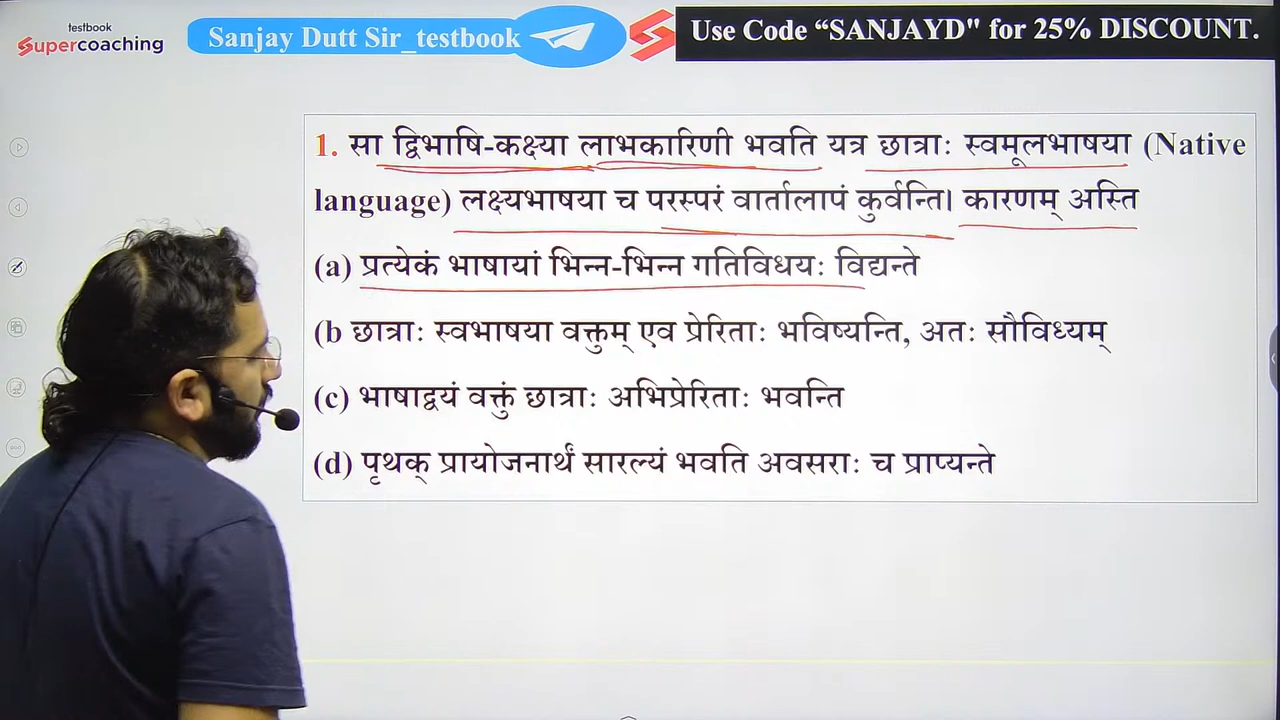 testbook
Supercoaching
Sanjay Dutt Sir_testbook
Use Code “SANJAYD" for 25% DISCOUNT.
1. सा द्विभाषि-कक्ष्या लाभकारिणी भवति यत्र छात्राः स्वमूलभाषया (Native
language) लक्ष्यभाषया च परस्परं वार्तालापं कुर्वन्ति। कारणम् अस्ति
(a) प्रत्येकं भाषायां भिन्न-भिन्न गतिविधयः विद्यन्ते
(b छात्राः स्वभाषया वक्तुम् एव प्रेरिताः भविष्यन्ति, अतः सौविध्यम्
(c) भाषाद्वयं वक्तुं छात्राः अभिप्रेरिताः भवन्ति
(d) पृथक् प्रायोजनार्थं सारल्यं भवति अवसराः च प्राप्यन्ते